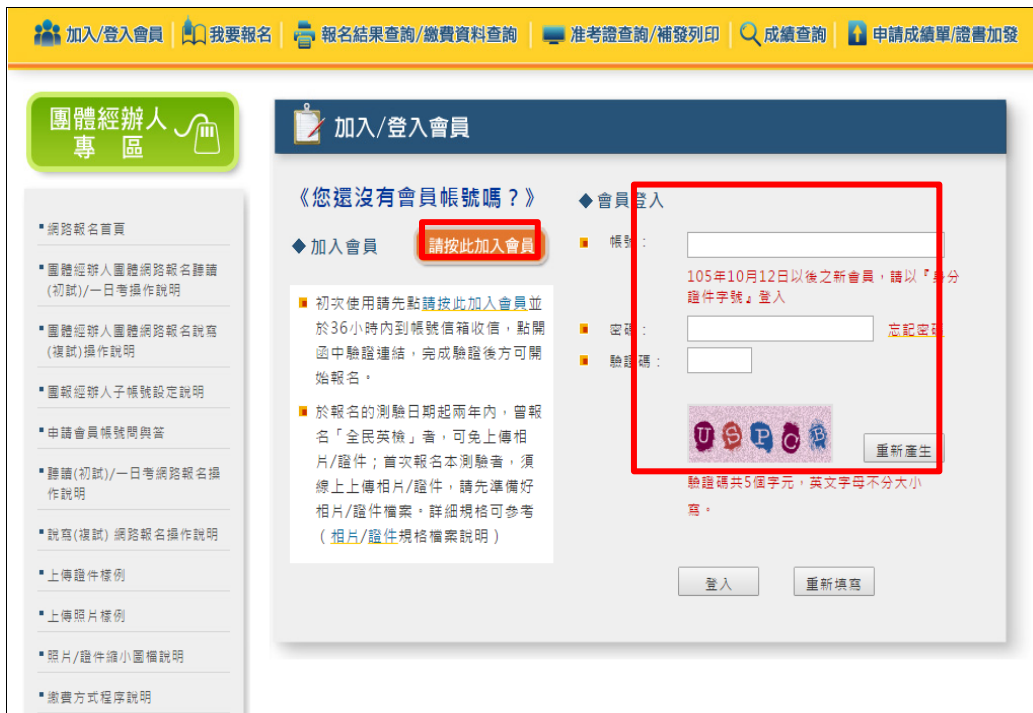 加入/登入會員
我要報名
報名結果查詢/繳費資料查詢
准考證查詢/補發列印
成績查詢
申請成績單/證書加發
團體經辦人
專 區
網路報名首頁
團體經辦人團體網路報名聽讀
(初試)/一日考操作說明
團體經辦人團體網路報名說寫
(複試)操作說明
團報經辦人子帳號設定說明
申請會員帳號問與答
聽讀(初試)/一日考網路報名操
作說明
說寫(複試) 網路報名操作說明
上傳證件樣例
上傳照片樣例
照片/證件縮小圖檔說明
繳費方式程序說明
加入/登入會員
《您還沒有會員帳號嗎？》
◆加入會員
請按此加入會員
初次使用請先點請按此加入會員並
於36小時內到帳號信箱收信，點開
函中驗證連結，完成驗證後方可開
始報名。
於報名的測驗日期起兩年內，曾報
名「全民英檢」者，可免上傳相
片/證件；首次報名本測驗者，須
線上上傳相片/證件，請先準備好
相片/證件檔案。詳細規格可參考
（相片/證件規格檔案說明）
◆會員登入
帳號：
105年10月12日以後之新會員，請以『身分
證件字號』登入
密碼：
忘記密碼
驗證碼：
USPCB
重新產生
驗證碼共5個字元，英文字母不分大小
寫。
登入
重新填寫